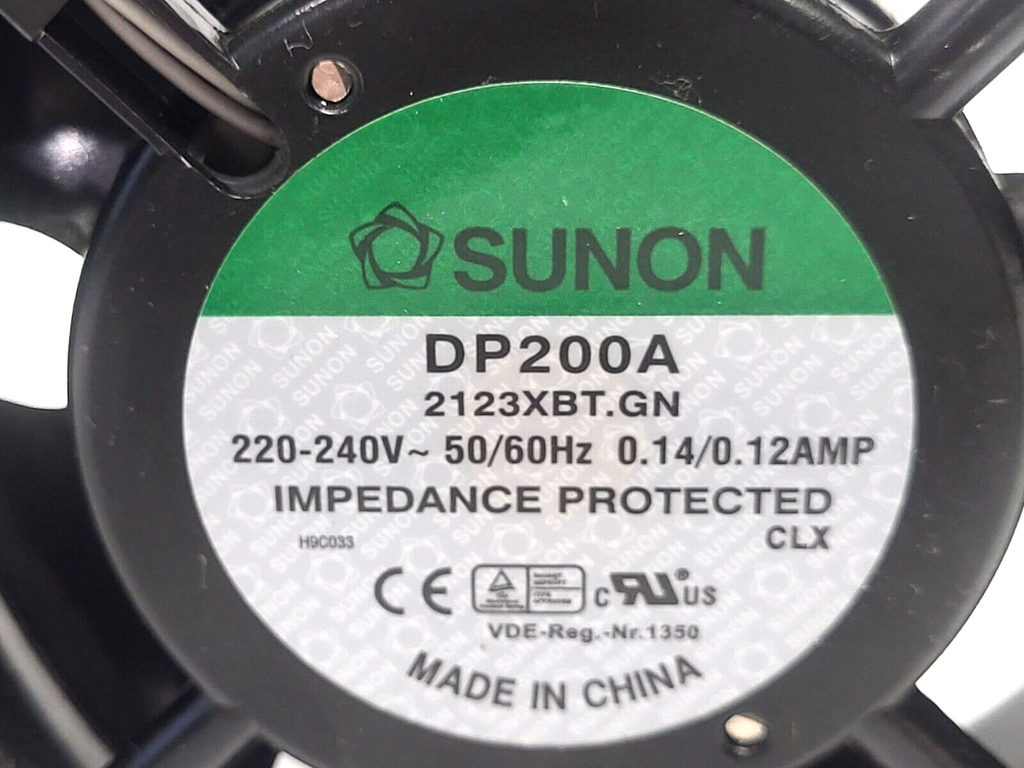 SUNON
DP200A
2123XBT.GN
220-240V~ 50/60Hz 0.14/0.12AMP
IMPEDANCE PROTECTED
CLX
H9C033
CE
c RU ® US
VDE-Reg.-Nr.1350
MADE IN CHINA